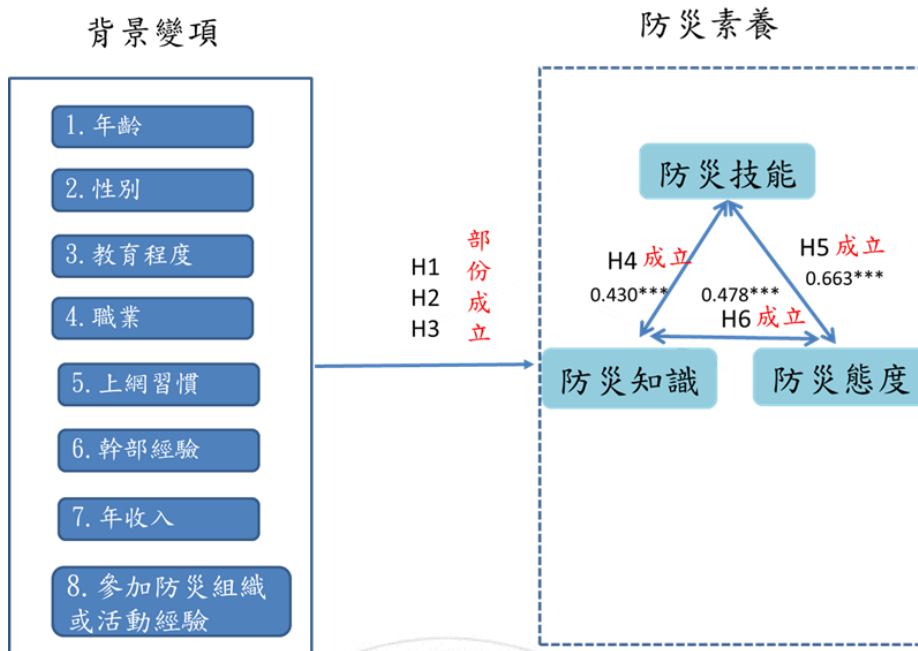 背景變項
1. 年齡
2. 性別
3. 教育程度
4. 職業
5. 上網習慣
6. 幹部經驗
7. 年收入
8. 參加防災組織
或活動經驗
H1
H2
H3
部
份
成
立
防災素養
防災技能
H4 成立
0.430***
H5 成立
0.663***
0.478***
H6 成立
防災知識
防災態度